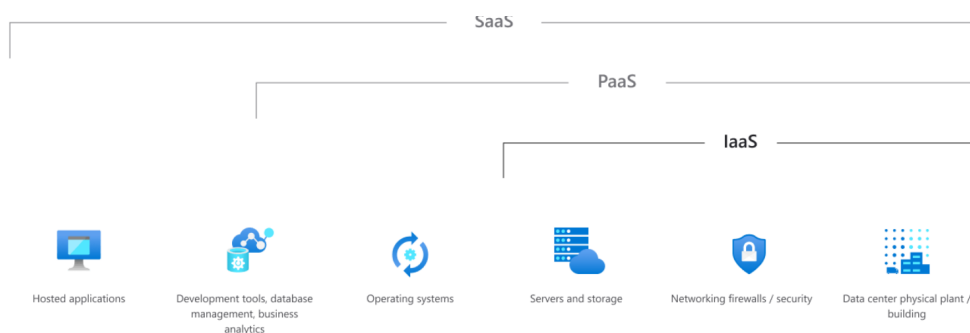 SaaS
PaaS
IaaS
Hosted applications
Development tools, database
management, business
analytics
Operating systems
Servers and storage
Networking firewalls / security
Data center physical plant /
building